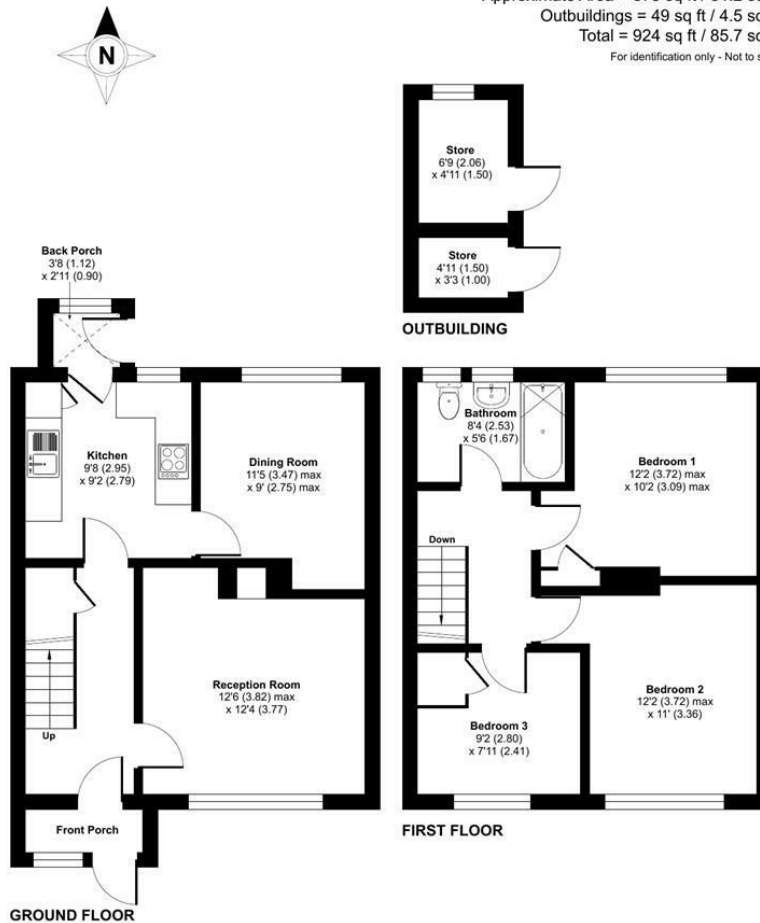 Outbuildings = 49 sq ft / 4.5 sq
Total = 924 sq ft / 85.7 sq
For identification only - Not to s
N
Store
6'9 (2.06)
x 4'11 (1.50)
Store
4'11 (1.50)
x 3'3 (1.00)
OUTBUILDING
Back Porch
3'8 (1.12)
x 2'11 (0.90)
Kitchen
9'8 (2.95)
x 9'2 (2.79)
Dining Room
11'5 (3.47) max
x 9' (2.75) max
Reception Room
12'6 (3.82) max
x 12'4 (3.77)
Up
Front Porch
GROUND FLOOR
Bathroom
8'4 (2.53)
x 5'6 (1.67)
Bedroom 1
12'2 (3.72) max
x 10'2 (3.09) max
Down
Bedroom 2
12'2 (3.72) max
x 11' (3.36)
Bedroom 3
9'2 (2.80)
x 7'11 (2.41)
FIRST FLOOR